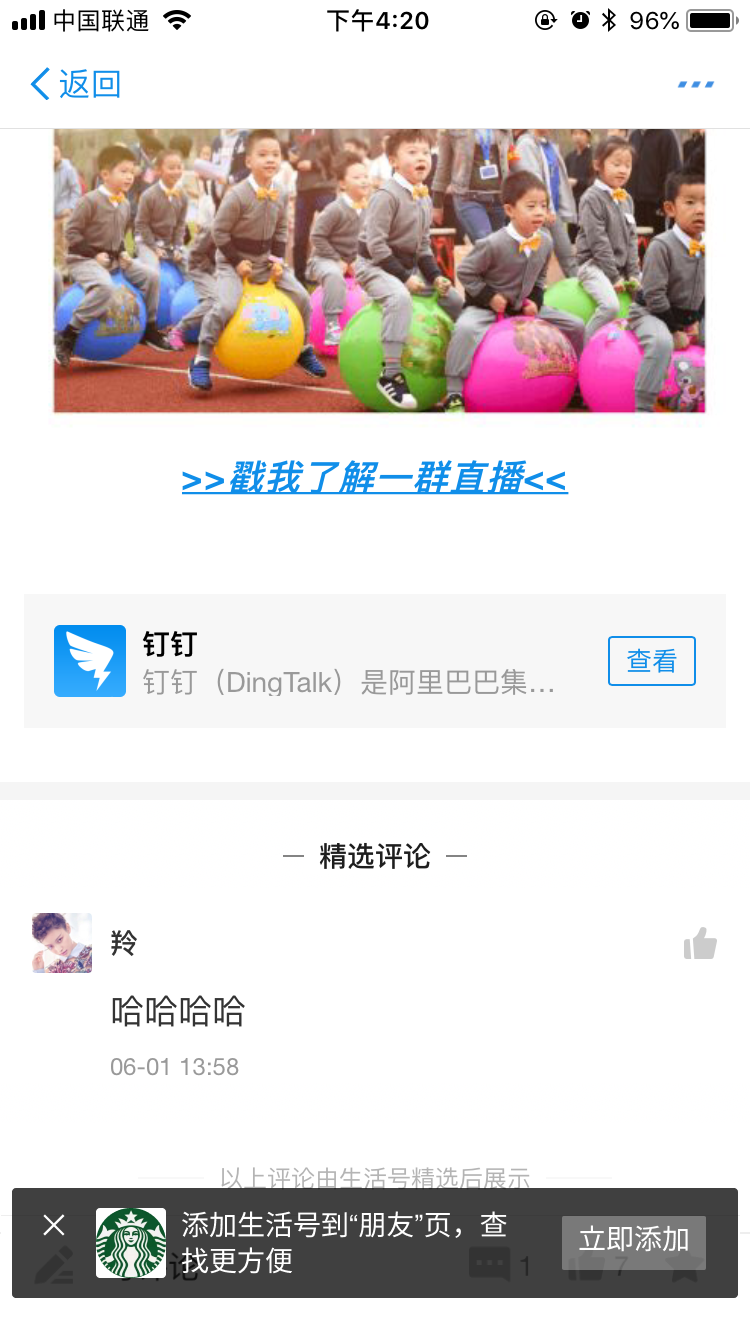 中国联通
下午4:20
96%
返回
>>戳我了解一群直播<<
钉钉
钉钉（DingTalk）是阿里巴巴集…
查看
精选评论
羚
哈哈哈哈
06-01 13:58
以上评论由生活号精选后展示
添加生活号到“朋友”页，查
找更方便
立即添加
1
7